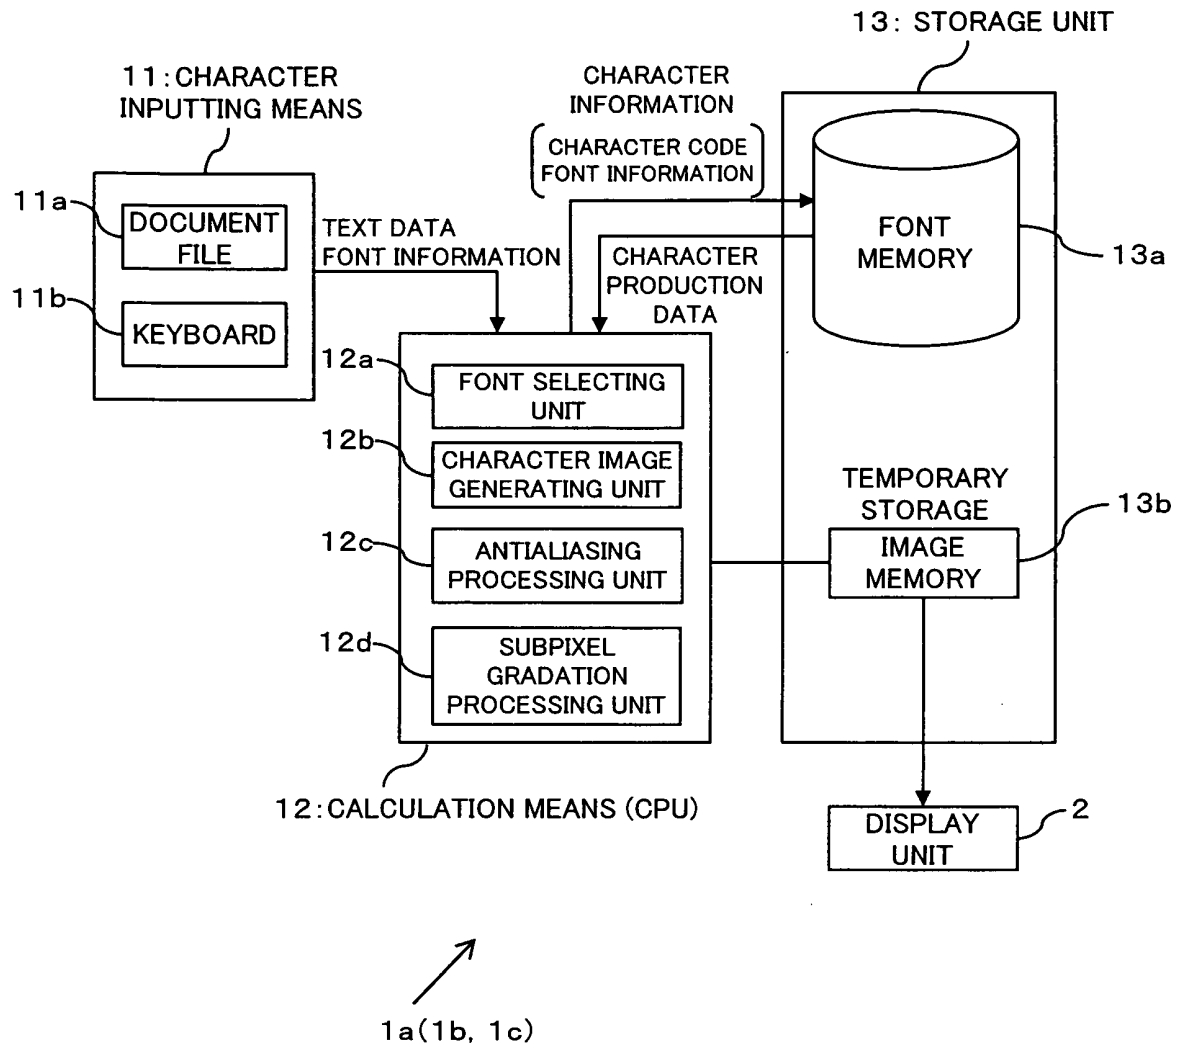 13: STORAGE UNIT
11:CHARACTER
INPUTTING MEANS
CHARACTER
INFORMATION
CHARACTER CODE
FONT INFORMATION
11a
DOCUMENT
FILE
11b
KEYBOARD
TEXT DATA
FONT INFORMATION
CHARACTER
PRODUCTION
DATA
FONT
MEMORY
13a
12a
FONT SELECTING
UNIT
12b
CHARACTER IMAGE
GENERATING UNIT
12c
ANTIALIASING
PROCESSING UNIT
12d
SUBPIXEL
GRADATION
PROCESSING UNIT
TEMPORARY
STORAGE
13b
IMAGE
MEMORY
12:CALCULATION MEANS (CPU)
DISPLAY
UNIT
2
1a(1b, 1c)